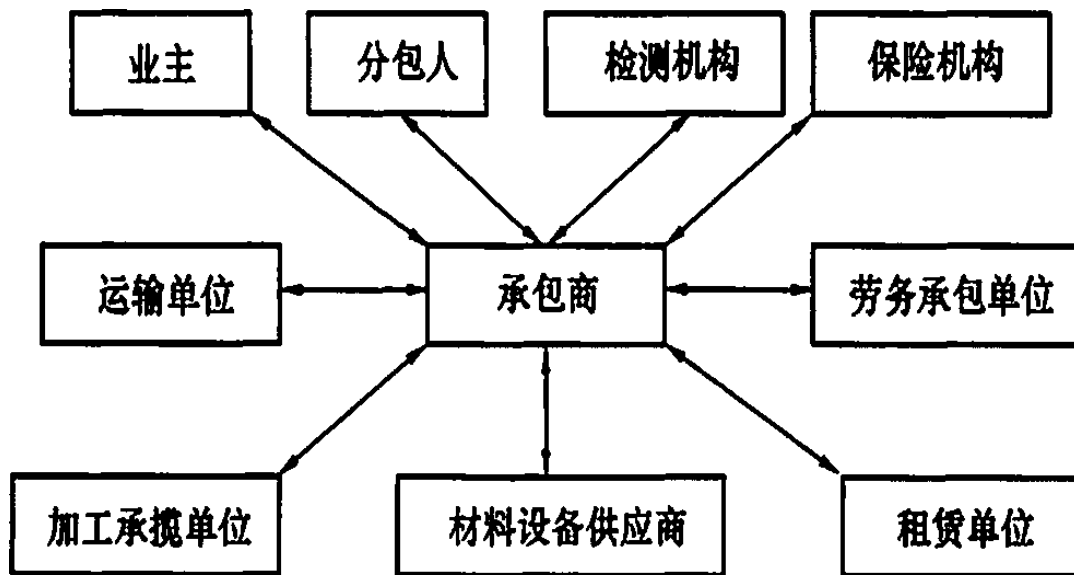 业主
分包人
检测机构
保险机构
运输单位
承包商
劳务承包单位
加工承揽单位
材料设备供应商
租赁单位